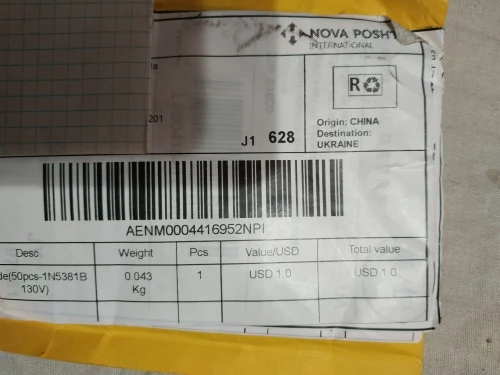 NOVA POSHT
INTERNATIONAL
R
201
J1 628
Origin: CHINA
Destination:
UKRAINE
AENM0004416952NPI
Desc Weight Pcs Value/USD Total value
de(50pcs-1N5381B 0.043 1 USD 1.0 USD 1.0
130V) Kg